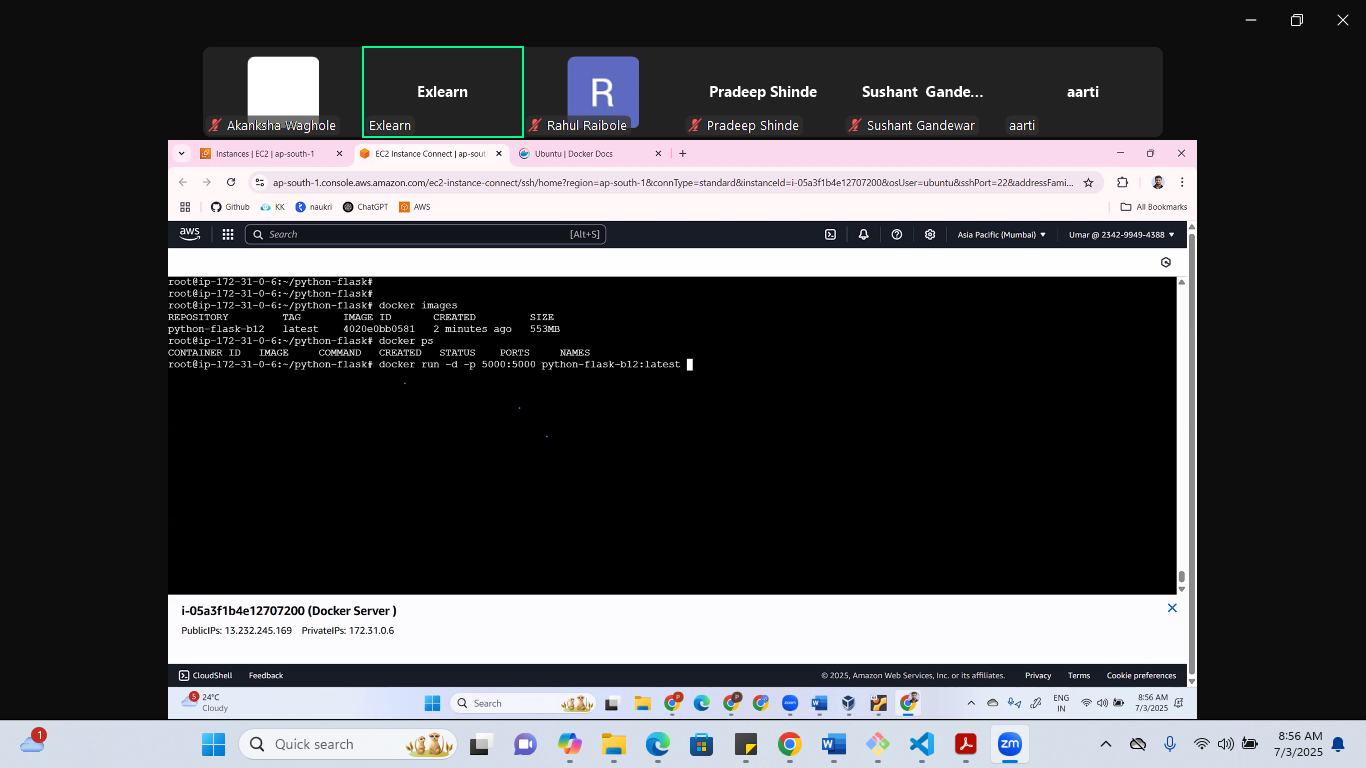 Exlearn
R
Pradeep Shinde
Sushant Gande...
aarti
Akanksha Waghole
Exlearn
Rahul Raibole
Pradeep Shinde
Sushant Gandewar
aarti
Instances | EC2 | ap-south-1
EC2 Instance Connect | ap-sout
Ubuntu | Docker Docs
ap-south-1.console.aws.amazon.com/ec2-instance-connect/ssh/home?region=ap-south-1&connType=standard&instanceId=i-05a3f1b4e12707200&osUser=ubuntu&sshPort=22&addressFami...
Github
KK
naukri
ChatGPT
AWS
All Bookmarks
aws
Search
[Alt+S]
Asia Pacific (Mumbai)
Umar @ 2342-9949-4388
root@ip-172-31-0-6:~/python-flask#
root@ip-172-31-0-6:~/python-flask#
root@ip-172-31-0-6:~/python-flask# docker images
REPOSITORY TAG IMAGE ID CREATED SIZE
python-flask-b12 latest 4020e0bb0581 2 minutes ago 553MB
root@ip-172-31-0-6:~/python-flask# docker ps
CONTAINER ID IMAGE COMMAND CREATED STATUS PORTS NAMES
root@ip-172-31-0-6:~/python-flask# docker run -d -p 5000:5000 python-flask-b12:latest
i-05a3f1b4e12707200 (Docker Server )
PublicIPs: 13.232.245.169 PrivateIPs: 172.31.0.6
CloudShell
Feedback
© 2025, Amazon Web Services, Inc. or its affiliates.
Privacy
Terms
Cookie preferences
5
24°C
Cloudy
Search
P
P
zoom
W
ENG
IN
8:56 AM
7/3/2025
1
Quick search
W
zm
8:56 AM
7/3/2025